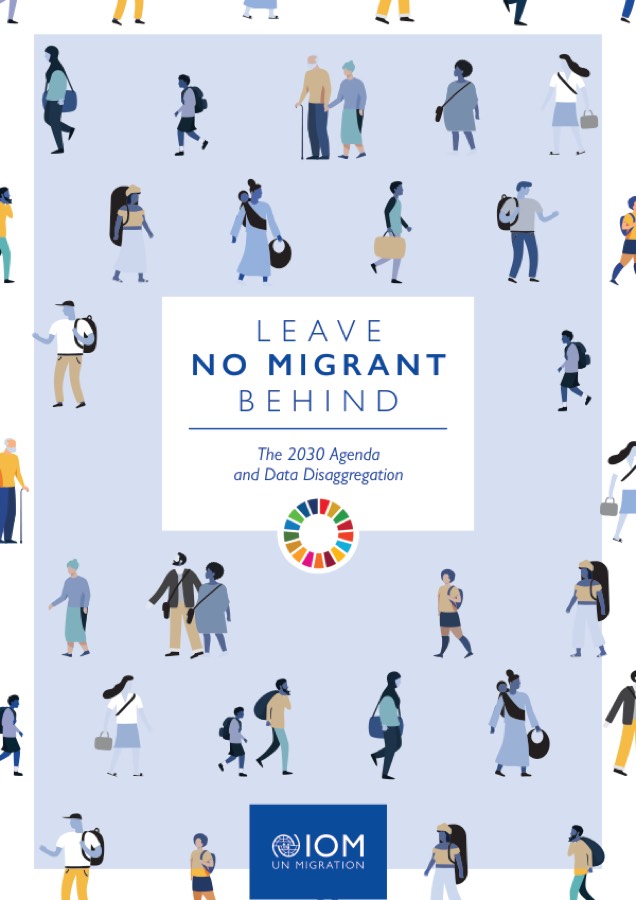 LEAVE
NO MIGRANT
BEHIND
The 2030 Agenda
and Data Disaggregation
IOM
UN MIGRATION